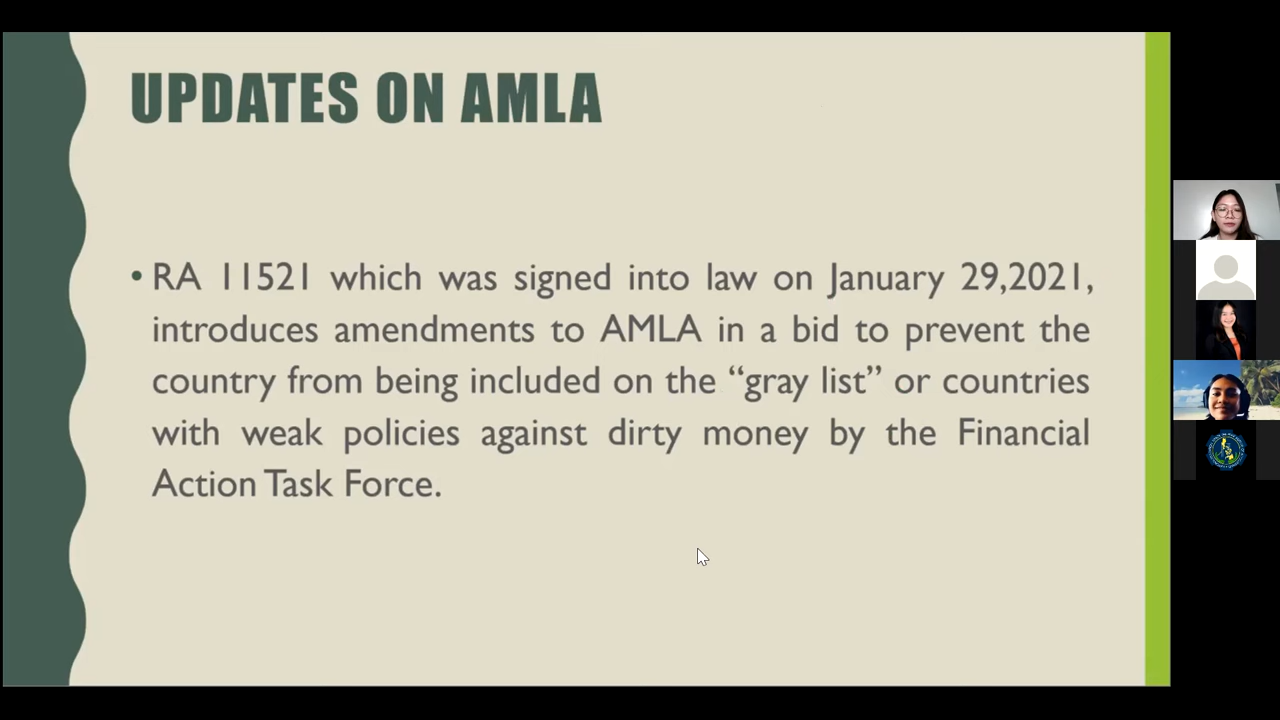 UPDATES ON AMLA
• RA 11521 which was signed into law on January 29,2021,
introduces amendments to AMLA in a bid to prevent the
country from being included on the “gray list” or countries
with weak policies against dirty money by the Financial
Action Task Force.